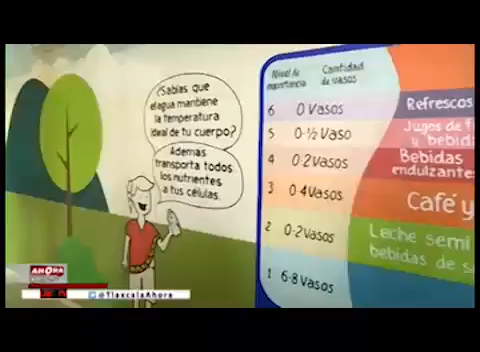 ¿Sabías que
el agua mantiene
la temperatura
ideal de tu cuerpo?
Además
transporta todos
los nutrientes
a tus células.
Nivel de
importancia
Cantidad
de vasos
6 0 Vasos Refrescos
5 0-½ Vaso Jugos de
y
4 0-2 Vasos Bebidas
endulzantes
3 0-4 Vasos Café y
2 0-2 Vasos Leche semi
bebidas de
1 6-8 Vasos
AHORA
@TlaxcalaAhora